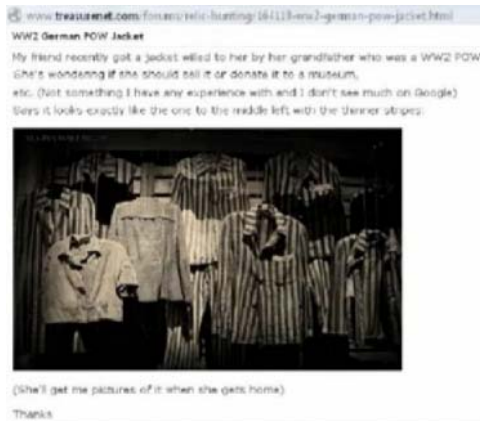 www.treasurenet.com/forums/relic-hunting/164119-ww2-german-pow-jacket.html
WW2 German POW Jacket
My friend recently got a jacket willed to her by her grandfather who was a WW2 POW
She's wondering if she should sell it or donate it to a museum,
etc. (Not something I have any experience with and I don't see much on Google)
Says it looks exactly like the one to the middle left with the thinner stripes:
(She'll get me pictures of it when she gets home)
Thanks